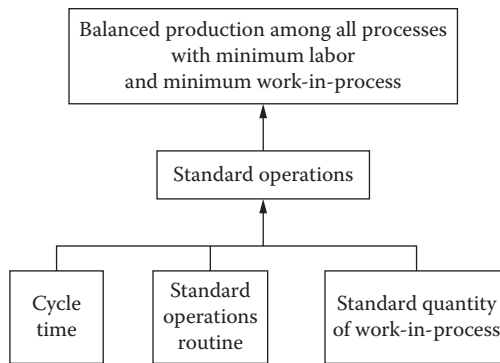 Balanced production among all processes
with minimum labor
and minimum work-in-process
Standard operations
Cycle
time
Standard
operations
routine
Standard quantity
of work-in-process